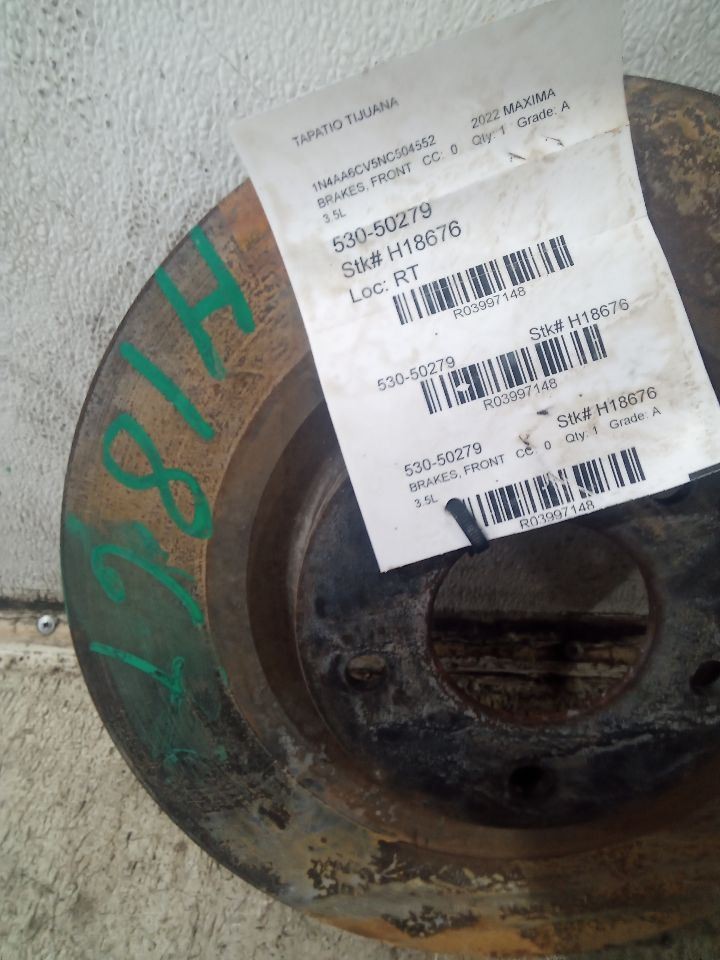 TAPATIO TIJUANA
1N4AA6CV5NC504552 2022 MAXIMA
BRAKES, FRONT CC: 0 Qty: 1 Grade: A
3.5L
530-50279
Stk# H18676
Loc: RT
R03997148
530-50279 Stk# H18676
R03997148
530-50279 Stk# H18676
BRAKES, FRONT CC: 0 Qty: 1 Grade: A
3.5L
R03997148
H1867